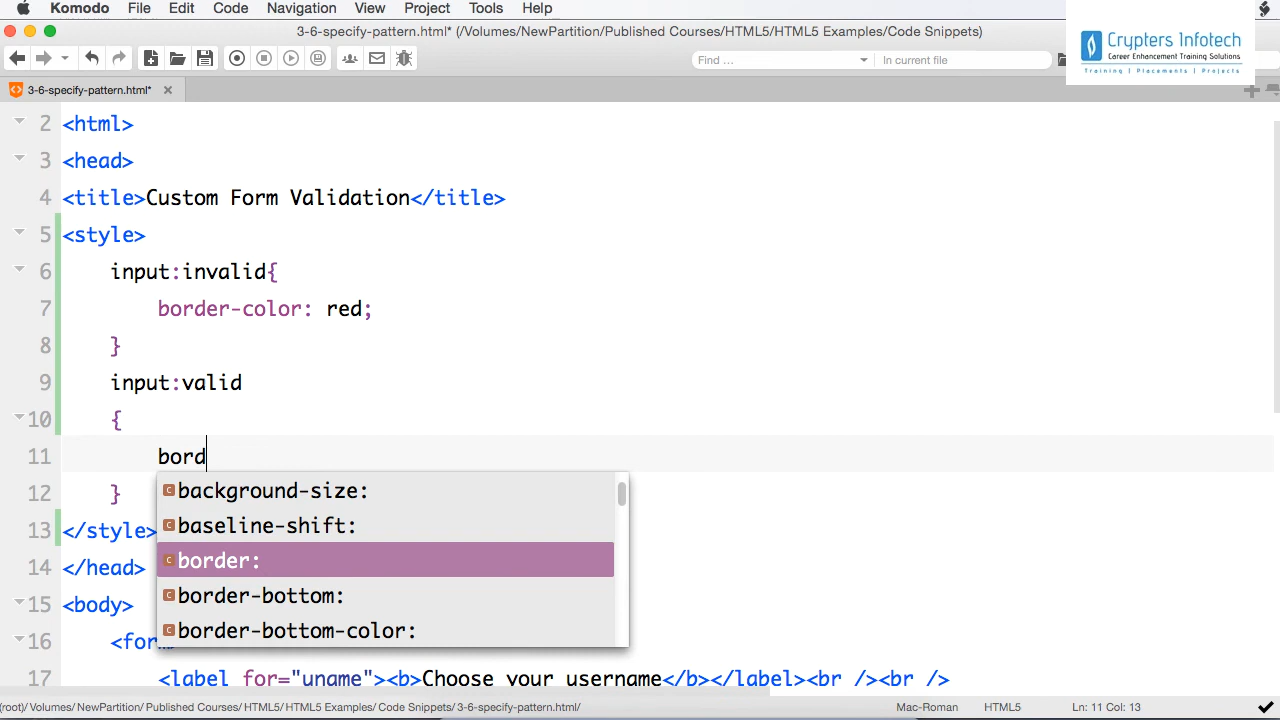 Komodo File Edit Code Navigation View Project Tools Help
3-6-specify-pattern.html* (/Volumes/NewPartition/Published Courses/HTML5/HTML5 Examples/Code Snippets)
Crypters Infotech
Career Enhancement Training Solutions
Training | Placements | Projects
Find ... In current file
3-6-specify-pattern.html*
2 <html>
3 <head>
4 <title>Custom Form Validation</title>
5 <style>
6 input:invalid{
7 border-color: red;
8 }
9 input:valid
10 {
11 bord
background-size:
baseline-shift:
border:
border-bottom:
border-bottom-color:
12 }
13 </style>
14 </head>
15 <body>
16 <form>
17 <label for="uname"><b>Choose your username</b></label><br /><br />
(root)/ Volumes/ NewPartition/ Published Courses/ HTML5/ HTML5 Examples/ Code Snippets/ 3-6-specify-pattern.html/ Mac-Roman HTML5 Ln: 11 Col: 13